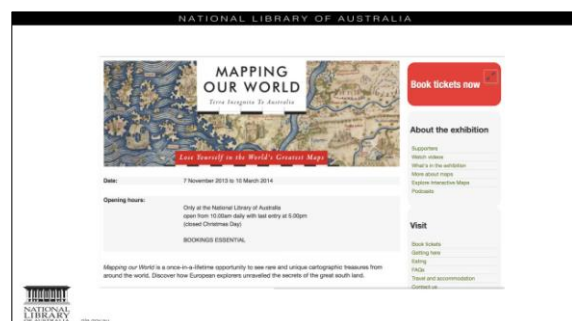 NATIONAL LIBRARY OF AUSTRALIA
MAPPING
OUR WORLD
Terra Incognita To Australia
Lose Yourself in the World's Greatest Maps
Date: 7 November 2013 to 10 March 2014
Opening hours:
Only at the National Library of Australia
open from 10.00am daily with last entry at 5.00pm
(closed Christmas Day)
BOOKINGS ESSENTIAL
Mapping our World is a once-in-a-lifetime opportunity to see rare and unique cartographic treasures from
around the world. Discover how European explorers unravelled the secrets of the great south land.
Book tickets now
About the exhibition
Supporters
Watch videos
What's in the exhibition
More about maps
Explore interactive Maps
Podcasts
Visit
Book tickets
Getting here
Eating
FAQs
Travel and accommodation
Contact us
NATIONAL
LIBRARY
OF AUSTRALIA